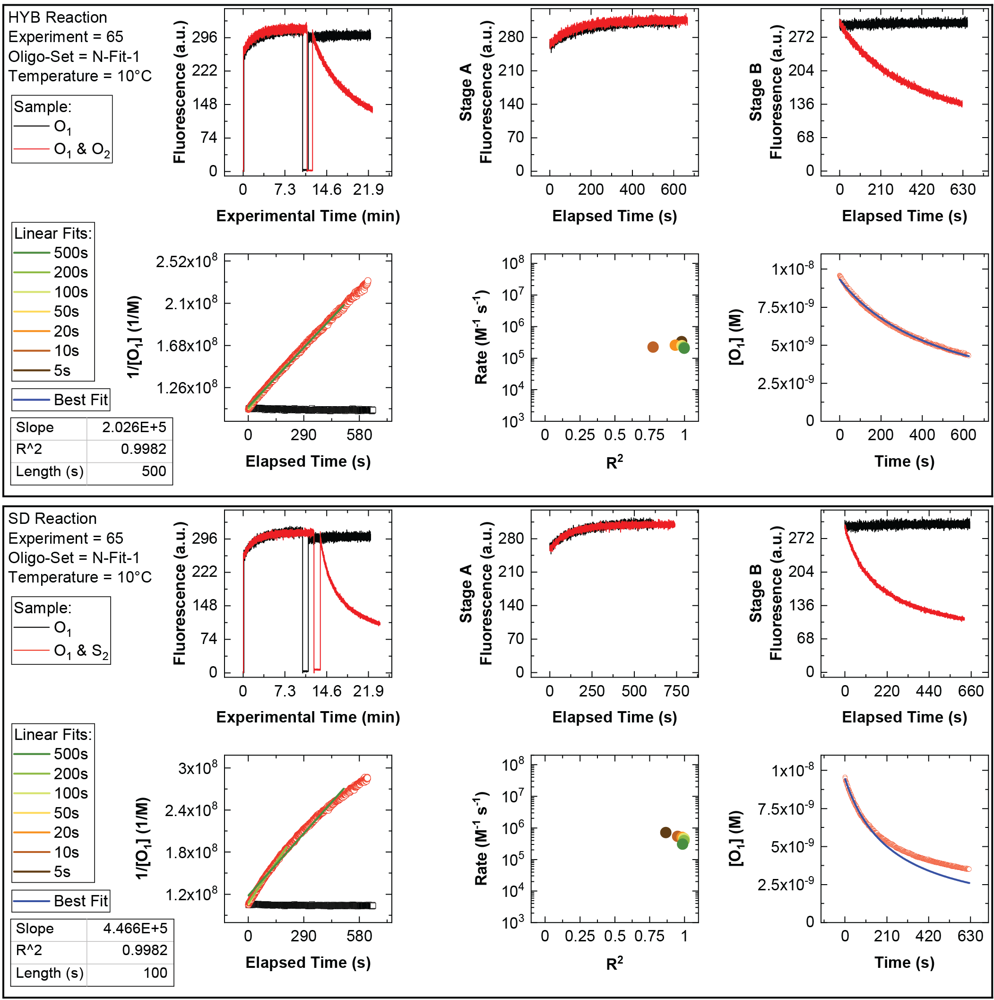 HYB Reaction
Experiment = 65
Oligo-Set = N-Fit-1
Temperature = 10°C
Sample:
O1
O1 & O2
Fluorescence (a.u.)
296
222
148
74
0
0 7.3 14.6 21.9
Experimental Time (min)
Stage A
Fluorescence (a.u.)
280
210
140
70
0
0 200 400 600
Elapsed Time (s)
Stage B
Fluoresence (a.u.)
272
204
136
68
0
0 210 420 630
Elapsed Time (s)
Linear Fits:
500s
200s
100s
50s
20s
10s
5s
Best Fit
Slope 2.026E+5
R^2 0.9982
Length (s) 500
1/[O1] (1/M)
2.52x10^8
2.1x10^8
1.68x10^8
1.26x10^8
0 290 580
Elapsed Time (s)
Rate (M^-1 s^-1)
10^8
10^7
10^6
10^5
10^4
10^3
0 0.25 0.5 0.75 1
R^2
[O1] (M)
1x10^-8
7.5x10^-9
5x10^-9
2.5x10^-9
0
0 200 400 600
Time (s)
SD Reaction
Experiment = 65
Oligo-Set = N-Fit-1
Temperature = 10°C
Sample:
O1
O1 & S2
Fluorescence (a.u.)
296
222
148
74
0
0 7.3 14.6 21.9
Experimental Time (min)
Stage A
Fluorescence (a.u.)
280
210
140
70
0
0 250 500 750
Elapsed Time (s)
Stage B
Fluoresence (a.u.)
272
204
136
68
0
0 220 440 660
Elapsed Time (s)
Linear Fits:
500s
200s
100s
50s
20s
10s
5s
Best Fit
Slope 4.466E+5
R^2 0.9982
Length (s) 100
1/[O1] (1/M)
3x10^8
2.4x10^8
1.8x10^8
1.2x10^8
0 290 580
Elapsed Time (s)
Rate (M^-1 s^-1)
10^8
10^7
10^6
10^5
10^4
10^3
0 0.25 0.5 0.75 1
R^2
[O1] (M)
1x10^-8
7.5x10^-9
5x10^-9
2.5x10^-9
0
0 210 420 630
Time (s)